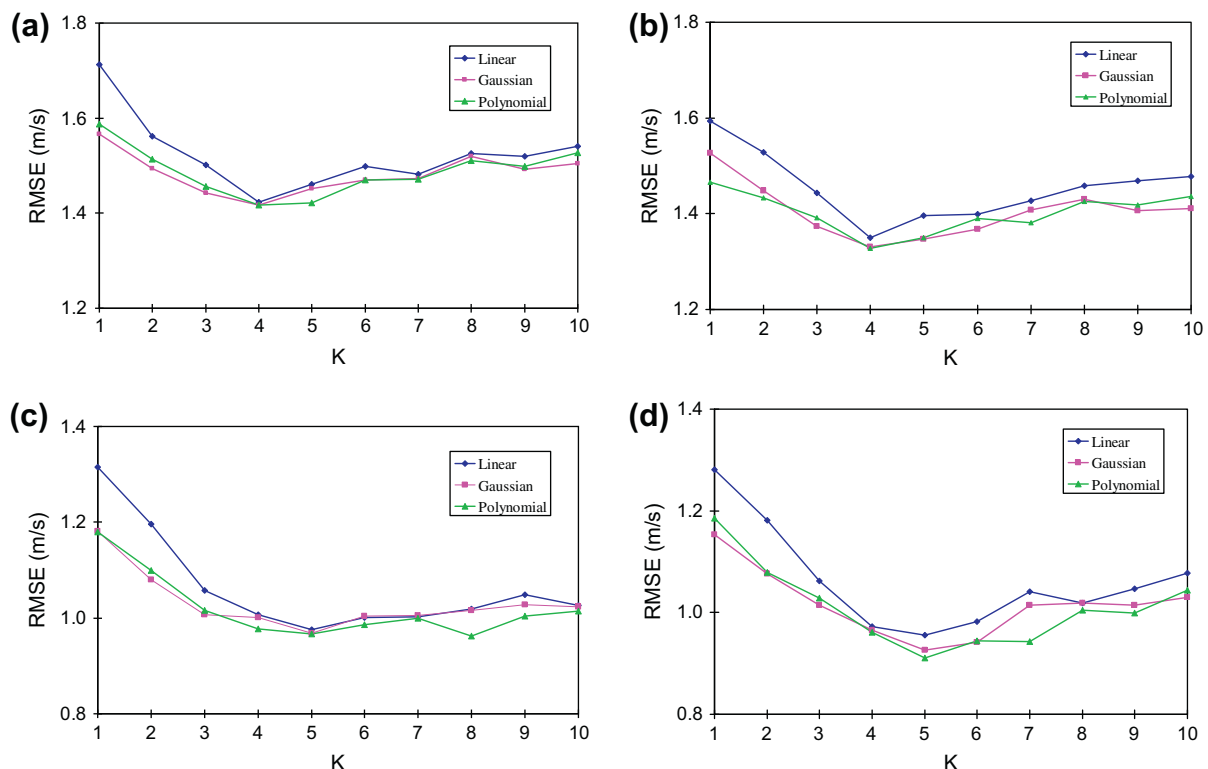 (a)
RMSE (m/s)
1.8
1.6
1.4
1.2
Linear
Gaussian
Polynomial
1 2 3 4 5 6 7 8 9 10
K
(b)
RMSE (m/s)
1.8
1.6
1.4
1.2
Linear
Gaussian
Polynomial
1 2 3 4 5 6 7 8 9 10
K
(c)
RMSE (m/s)
1.4
1.2
1.0
0.8
Linear
Gaussian
Polynomial
1 2 3 4 5 6 7 8 9 10
K
(d)
RMSE (m/s)
1.4
1.2
1.0
0.8
Linear
Gaussian
Polynomial
1 2 3 4 5 6 7 8 9 10
K